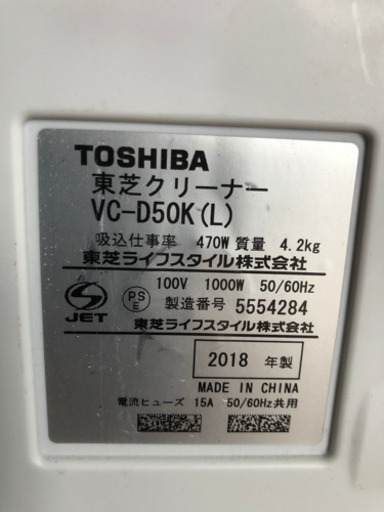 TOSHIBA
東芝クリーナー
VC-D50K(L)
吸込仕事率 470W 質量 4.2kg
東芝ライフスタイル株式会社
100V 1000W 50/60Hz
製造番号 5554284
JET
PS
E
東芝ライフスタイル株式会社
2018 年製
MADE IN CHINA
電流ヒューズ 15A 50/60Hz共用